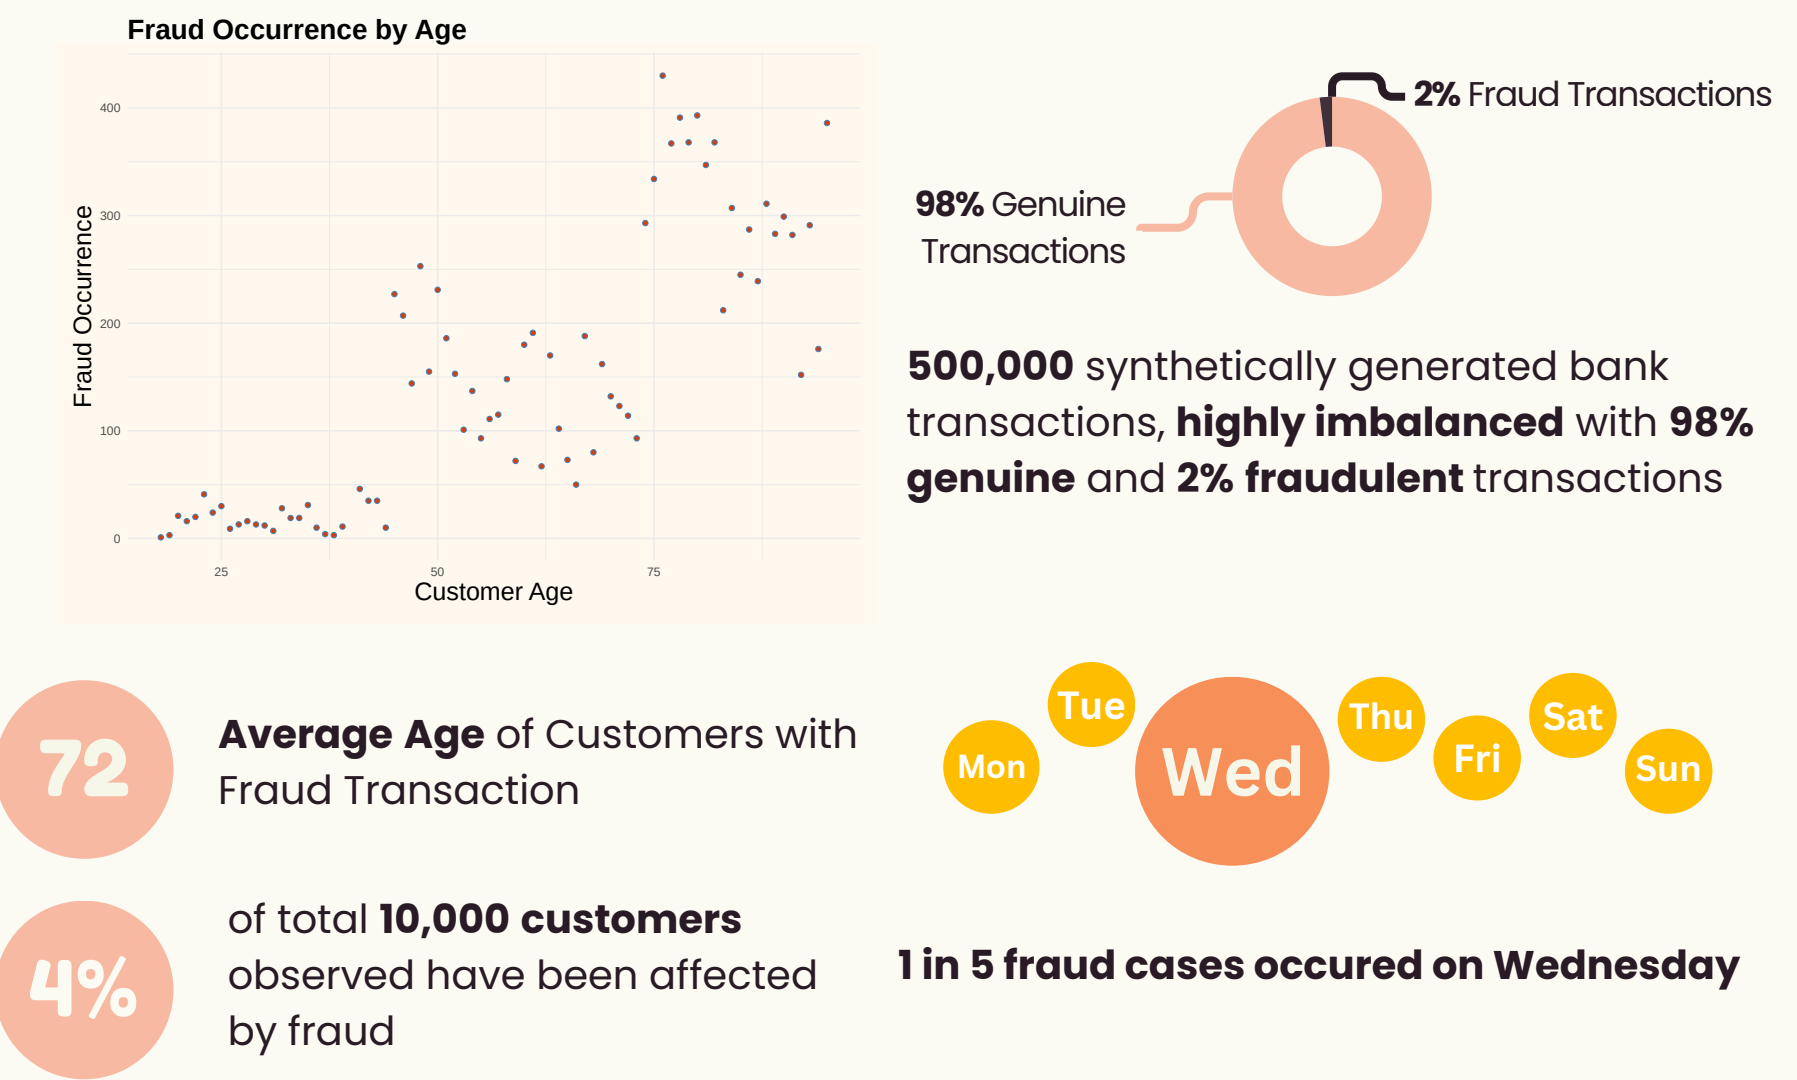 Fraud Occurrence by Age
400
300
200
100
0
Fraud Occurrence
25
50
75
Customer Age
2% Fraud Transactions
98% Genuine
Transactions
500,000 synthetically generated bank
transactions, highly imbalanced with 98%
genuine and 2% fraudulent transactions
72
Average Age of Customers with
Fraud Transaction
4%
of total 10,000 customers
observed have been affected
by fraud
Mon
Tue
Wed
Thu
Fri
Sat
Sun
1 in 5 fraud cases occured on Wednesday